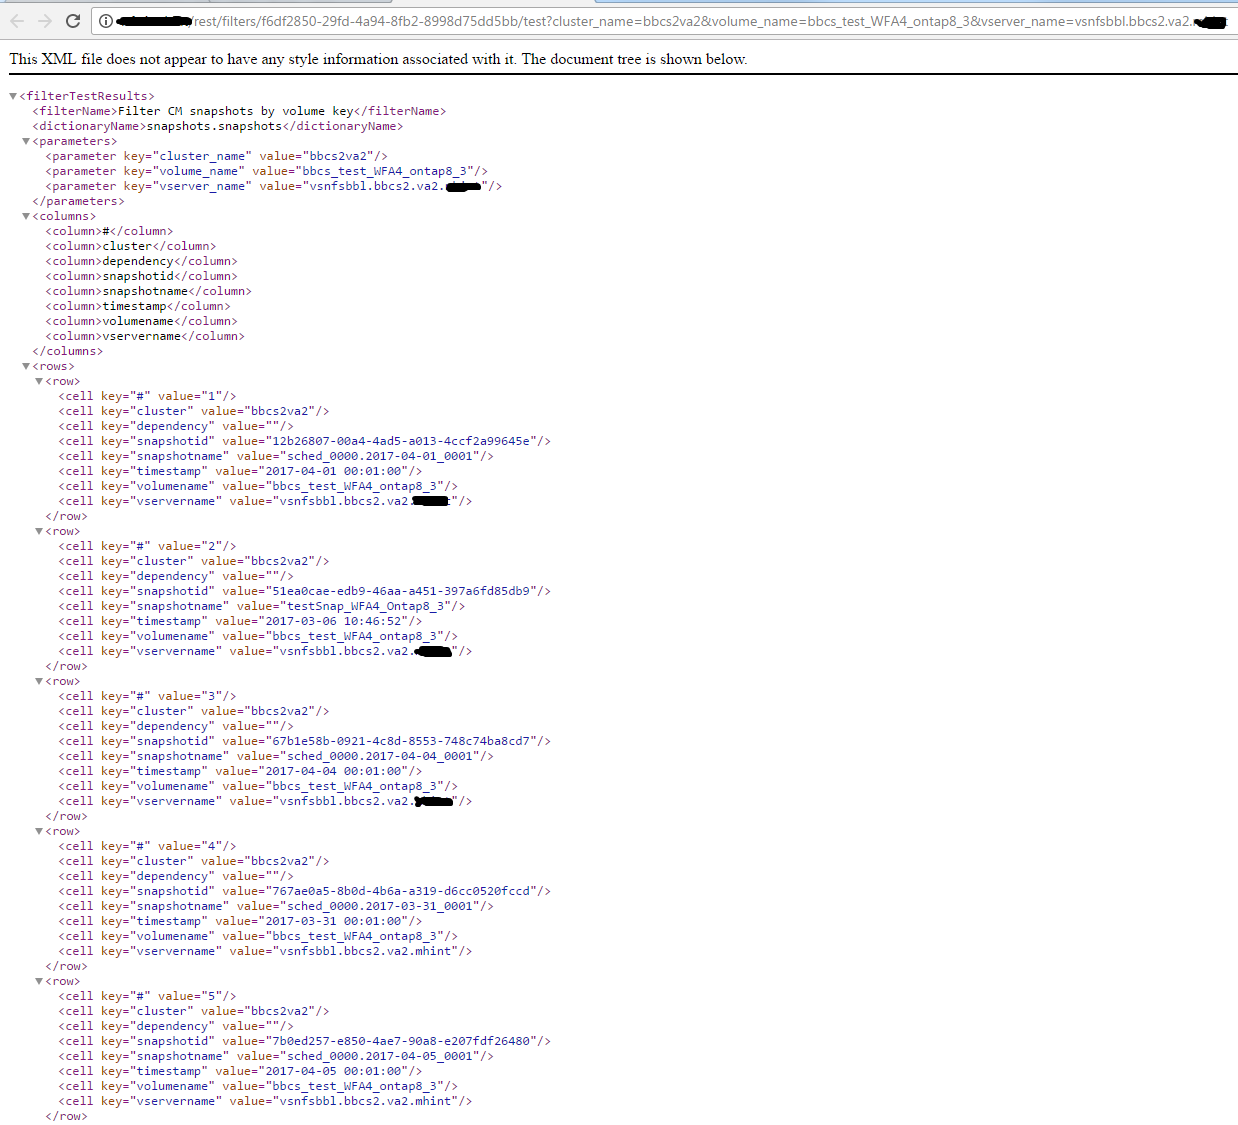 /rest/filters/f6df2850-29fd-4a94-8fb2-8998d75dd5bb/test?cluster_name=bbcs2va2&volume_name=bbcs_test_WFA4_ontap8_3&vserver_name=vsnfsbbl.bbcs2.va2.
This XML file does not appear to have any style information associated with it. The document tree is shown below.
▼<filterTestResults>
<filterName>Filter CM snapshots by volume key</filterName>
<dictionaryName>snapshots.snapshots</dictionaryName>
▼<parameters>
<parameter key="cluster_name" value="bbcs2va2"/>
<parameter key="volume_name" value="bbcs_test_WFA4_ontap8_3"/>
<parameter key="vserver_name" value="vsnfsbbl.bbcs2.va2."/>
</parameters>
▼<columns>
<column>#</column>
<column>cluster</column>
<column>dependency</column>
<column>snapshotid</column>
<column>snapshotname</column>
<column>timestamp</column>
<column>volumename</column>
<column>vservername</column>
</columns>
▼<rows>
▼<row>
<cell key="#" value="1"/>
<cell key="cluster" value="bbcs2va2"/>
<cell key="dependency" value=""/>
<cell key="snapshotid" value="12b26807-00a4-4ad5-a013-4ccf2a99645e"/>
<cell key="snapshotname" value="sched_0000.2017-04-01_0001"/>
<cell key="timestamp" value="2017-04-01 00:01:00"/>
<cell key="volumename" value="bbcs_test_WFA4_ontap8_3"/>
<cell key="vservername" value="vsnfsbbl.bbcs2.va2."/>
</row>
▼<row>
<cell key="#" value="2"/>
<cell key="cluster" value="bbcs2va2"/>
<cell key="dependency" value=""/>
<cell key="snapshotid" value="51ea0cae-edb9-46aa-a451-397a6fd85db9"/>
<cell key="snapshotname" value="testSnap_WFA4_Ontap8_3"/>
<cell key="timestamp" value="2017-03-06 10:46:52"/>
<cell key="volumename" value="bbcs_test_WFA4_ontap8_3"/>
<cell key="vservername" value="vsnfsbbl.bbcs2.va2."/>
</row>
▼<row>
<cell key="#" value="3"/>
<cell key="cluster" value="bbcs2va2"/>
<cell key="dependency" value=""/>
<cell key="snapshotid" value="67b1e58b-0921-4c8d-8553-748c74ba8cd7"/>
<cell key="snapshotname" value="sched_0000.2017-04-04_0001"/>
<cell key="timestamp" value="2017-04-04 00:01:00"/>
<cell key="volumename" value="bbcs_test_WFA4_ontap8_3"/>
<cell key="vservername" value="vsnfsbbl.bbcs2.va2."/>
</row>
▼<row>
<cell key="#" value="4"/>
<cell key="cluster" value="bbcs2va2"/>
<cell key="dependency" value=""/>
<cell key="snapshotid" value="767ae0a5-8b0d-4b6a-a319-d6cc0520fccd"/>
<cell key="snapshotname" value="sched_0000.2017-03-31_0001"/>
<cell key="timestamp" value="2017-03-31 00:01:00"/>
<cell key="volumename" value="bbcs_test_WFA4_ontap8_3"/>
<cell key="vservername" value="vsnfsbbl.bbcs2.va2.mhint"/>
</row>
▼<row>
<cell key="#" value="5"/>
<cell key="cluster" value="bbcs2va2"/>
<cell key="dependency" value=""/>
<cell key="snapshotid" value="7b0ed257-e850-4ae7-90a8-e207fdf26480"/>
<cell key="snapshotname" value="sched_0000.2017-04-05_0001"/>
<cell key="timestamp" value="2017-04-05 00:01:00"/>
<cell key="volumename" value="bbcs_test_WFA4_ontap8_3"/>
<cell key="vservername" value="vsnfsbbl.bbcs2.va2.mhint"/>
</row>